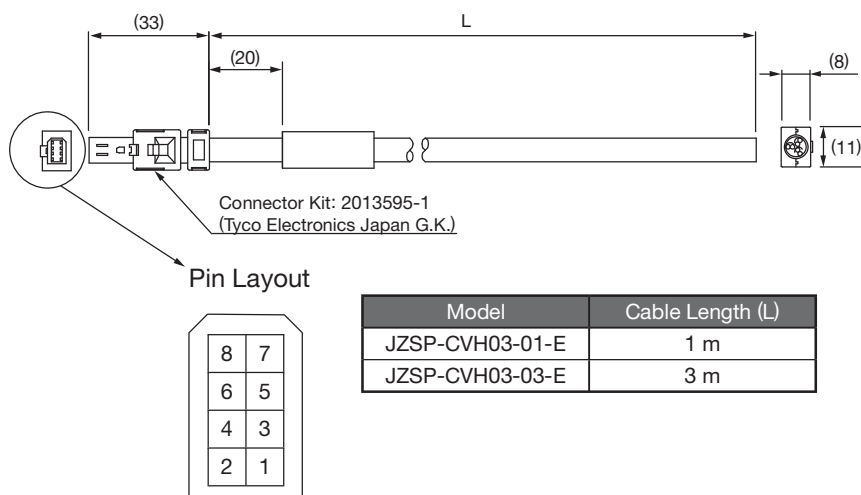 (33)
L
(20)
(8)
(11)
Connector Kit: 2013595-1
(Tyco Electronics Japan G.K.)
Pin Layout
8 7
6 5
4 3
2 1
Model Cable Length (L)
JZSP-CVH03-01-E 1 m
JZSP-CVH03-03-E 3 m